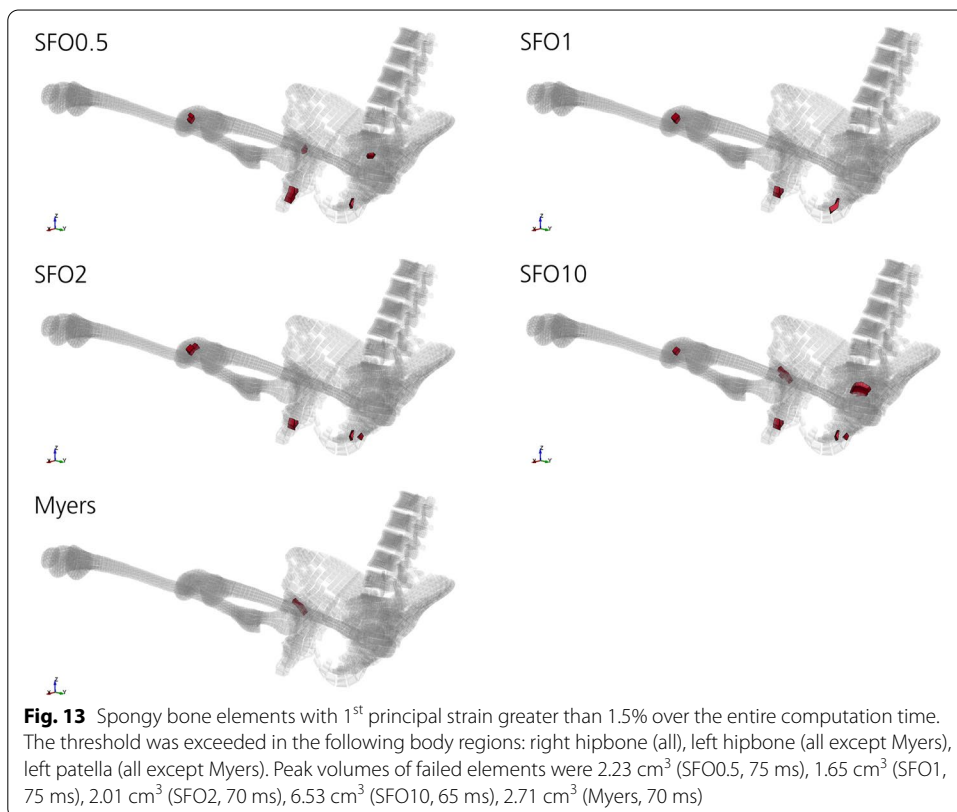 SFO0.5
SFO1
SFO2
SFO10
Myers
Fig. 13 Spongy bone elements with 1st principal strain greater than 1.5% over the entire computation time.
The threshold was exceeded in the following body regions: right hipbone (all), left hipbone (all except Myers),
left patella (all except Myers). Peak volumes of failed elements were 2.23 cm³ (SFO0.5, 75 ms), 1.65 cm³ (SFO1,
75 ms), 2.01 cm³ (SFO2, 70 ms), 6.53 cm³ (SFO10, 65 ms), 2.71 cm³ (Myers, 70 ms)